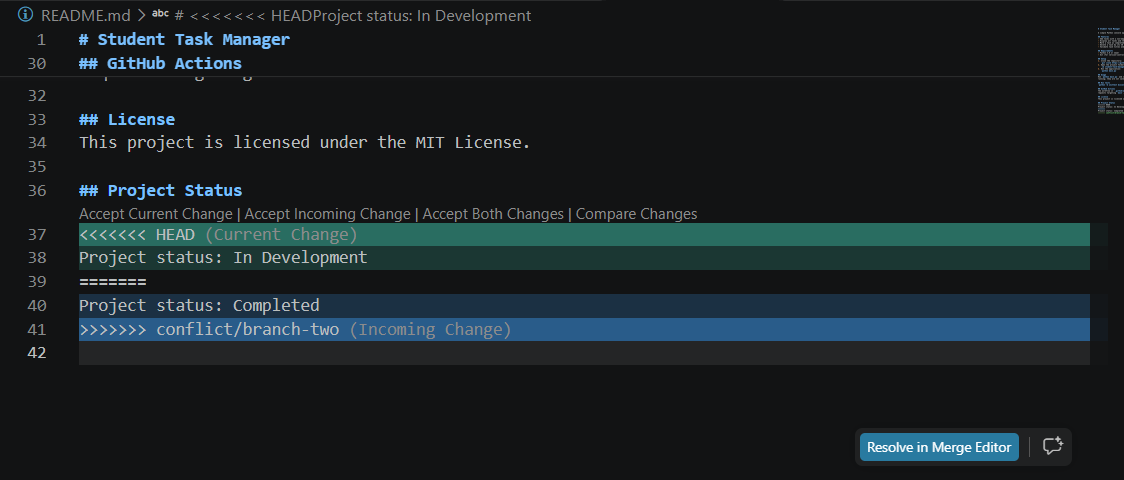 README.md > abc # <<<<<<< HEADProject status: In Development
1 # Student Task Manager
30 ## GitHub Actions
32
33 ## License
34 This project is licensed under the MIT License.
35
36 ## Project Status
Accept Current Change | Accept Incoming Change | Accept Both Changes | Compare Changes
37 <<<<<<< HEAD (Current Change)
38 Project status: In Development
39 =======
40 Project status: Completed
41 >>>>>>> conflict/branch-two (Incoming Change)
42
Resolve in Merge Editor